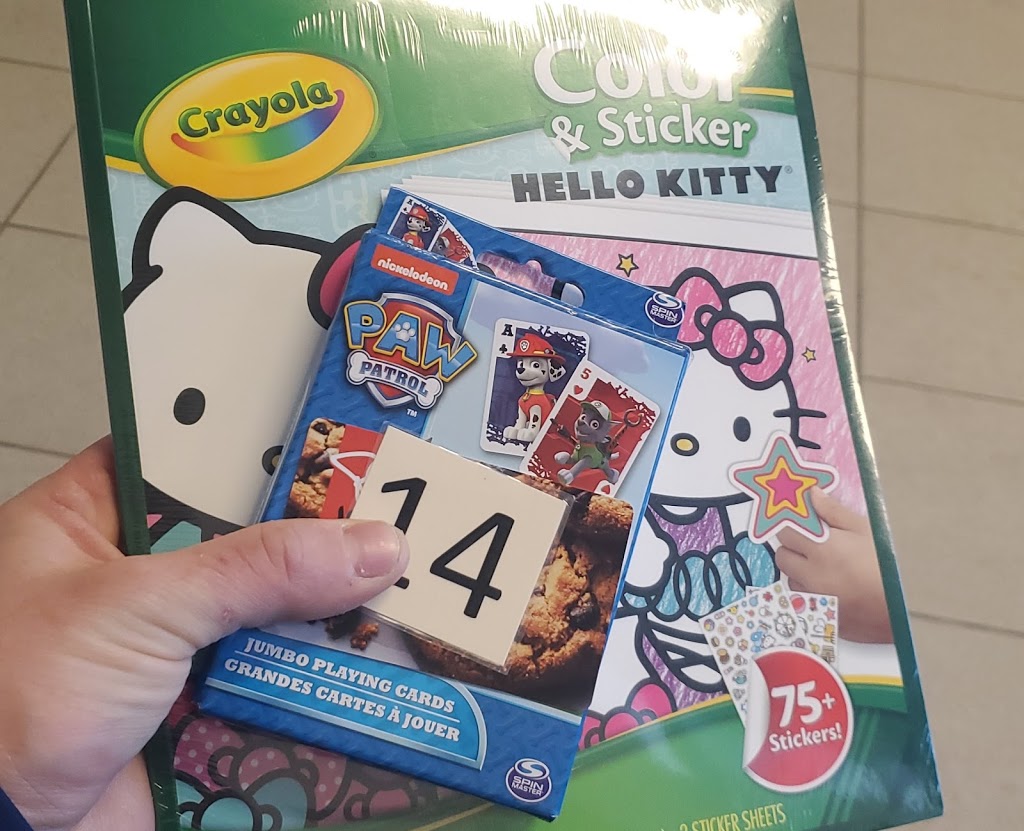 Crayola
Color
& Sticker
HELLO KITTY®
nickelodeon
PAW
PATROL
TM
SPIN
MASTER
A
A
5
14
JUMBO PLAYING CARDS
GRANDES CARTES À JOUER
SPIN
MASTER
75+
Stickers!
STICKER SHEETS